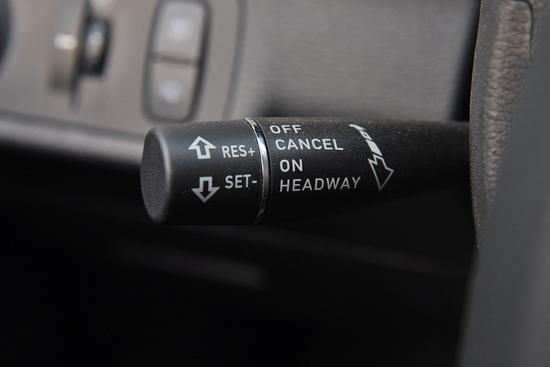 RES+
SET-
OFF
CANCEL
ON
HEADWAY